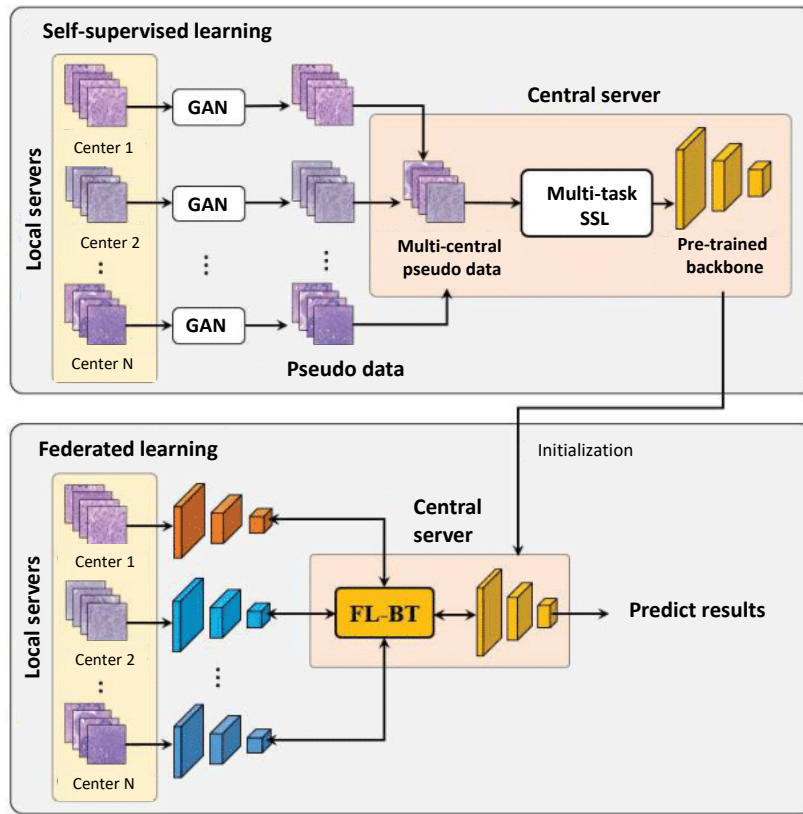 Self-supervised learning
Local servers
Center 1
Center 2
Center N
GAN
GAN
GAN
Pseudo data
Central server
Multi-central
pseudo data
Multi-task
SSL
Pre-trained
backbone
Initialization
Federated learning
Local servers
Center 1
Center 2
Center N
Central
server
FL-BT
Predict results